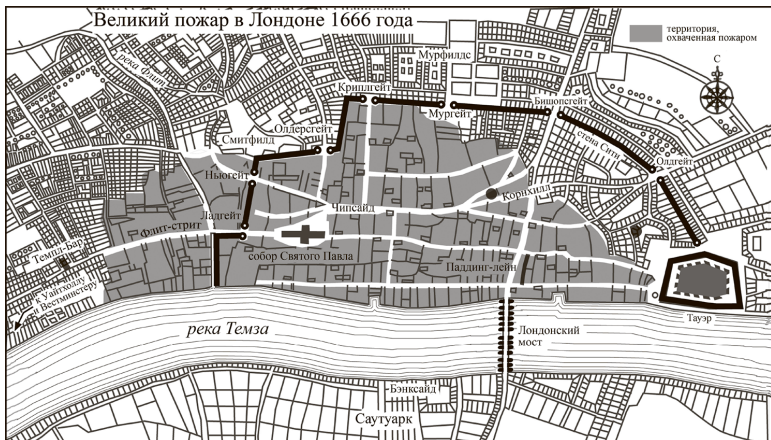 Великий пожар в Лондоне 1666 года
территория,
охваченная пожаром
С
Мурфилдс
река Флит
Криплгейт
Бишопсгейт
Мургейт
Олдерсгейт
стена Сити
Смитфилд
Олдгейт
Ньюгейт
Корнхилл
Чипсайд
Ладгейт
Флит-стрит
Темпл-Бар
собор Святого Павла
Паддинг-лейн
к Уайтхоллу
и Вестминстеру
Тауэр
река Темза
Лондонский
мост
Бэнксайд
Саутуарк